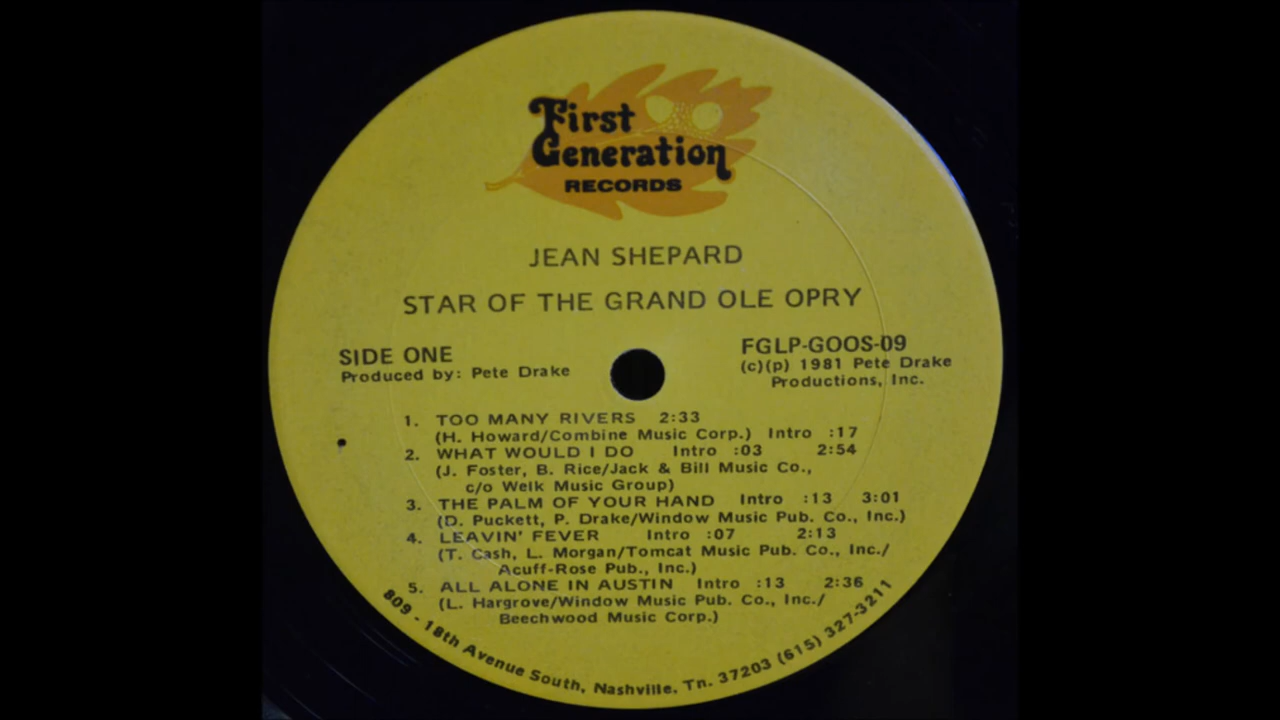 First
Generation
RECORDS
JEAN SHEPARD
STAR OF THE GRAND OLE OPRY
SIDE ONE
Produced by: Pete Drake
FGLP-GOOS-09
(c)(p) 1981 Pete Drake
Productions, Inc.
1. TOO MANY RIVERS 2:33
(H. Howard/Combine Music Corp.) Intro :17
2. WHAT WOULD I DO Intro :03 2:54
(J. Foster, B. Rice/Jack & Bill Music Co.,
c/o Welk Music Group)
3. THE PALM OF YOUR HAND Intro :13 3:01
(D. Puckett, P. Drake/Window Music Pub. Co., Inc.)
4. LEAVIN' FEVER Intro :07 2:13
(T. Cash, L. Morgan/Tomcat Music Pub. Co., Inc./
Acuff-Rose Pub., Inc.)
5. ALL ALONE IN AUSTIN Intro :13 2:36
(L. Hargrove/Window Music Pub. Co., Inc./
Beechwood Music Corp.)
809 - 18th Avenue South, Nashville, Tn. 37203 (615) 327-3211